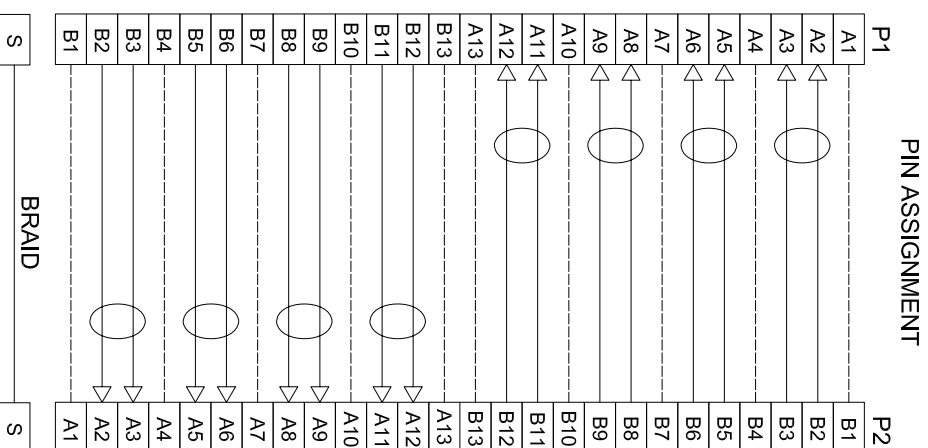 PIN ASSIGNMENT
P1 P2
A1 B1
A2 B2
A3 B3
A4 B4
A5 B5
A6 B6
A7 B7
A8 B8
A9 B9
A10 B10
A11 B11
A12 B12
A13 B13
B13 A13
B12 A12
B11 A11
B10 A10
B9 A9
B8 A8
B7 A7
B6 A6
B5 A5
B4 A4
B3 A3
B2 A2
B1 A1
BRAID
S S